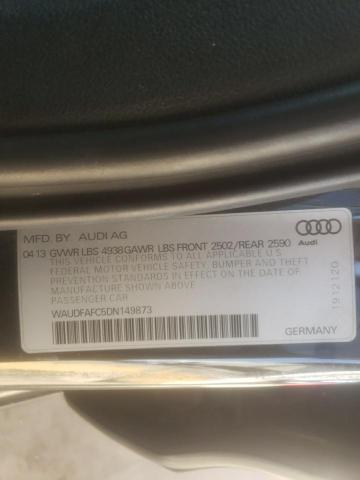 MFD. BY AUDI AG
04 13 GVWR LBS 4938 GAWR LBS FRONT 2502/REAR 2590
THIS VEHICLE CONFORMS TO ALL APPLICABLE U.S.
FEDERAL MOTOR VEHICLE SAFETY, BUMPER AND THEFT
PREVENTION STANDARDS IN EFFECT ON THE DATE OF
MANUFACTURE SHOWN ABOVE
PASSENGER CAR
WAUDFAFC5DN149873
GERMANY
Audi
1912120